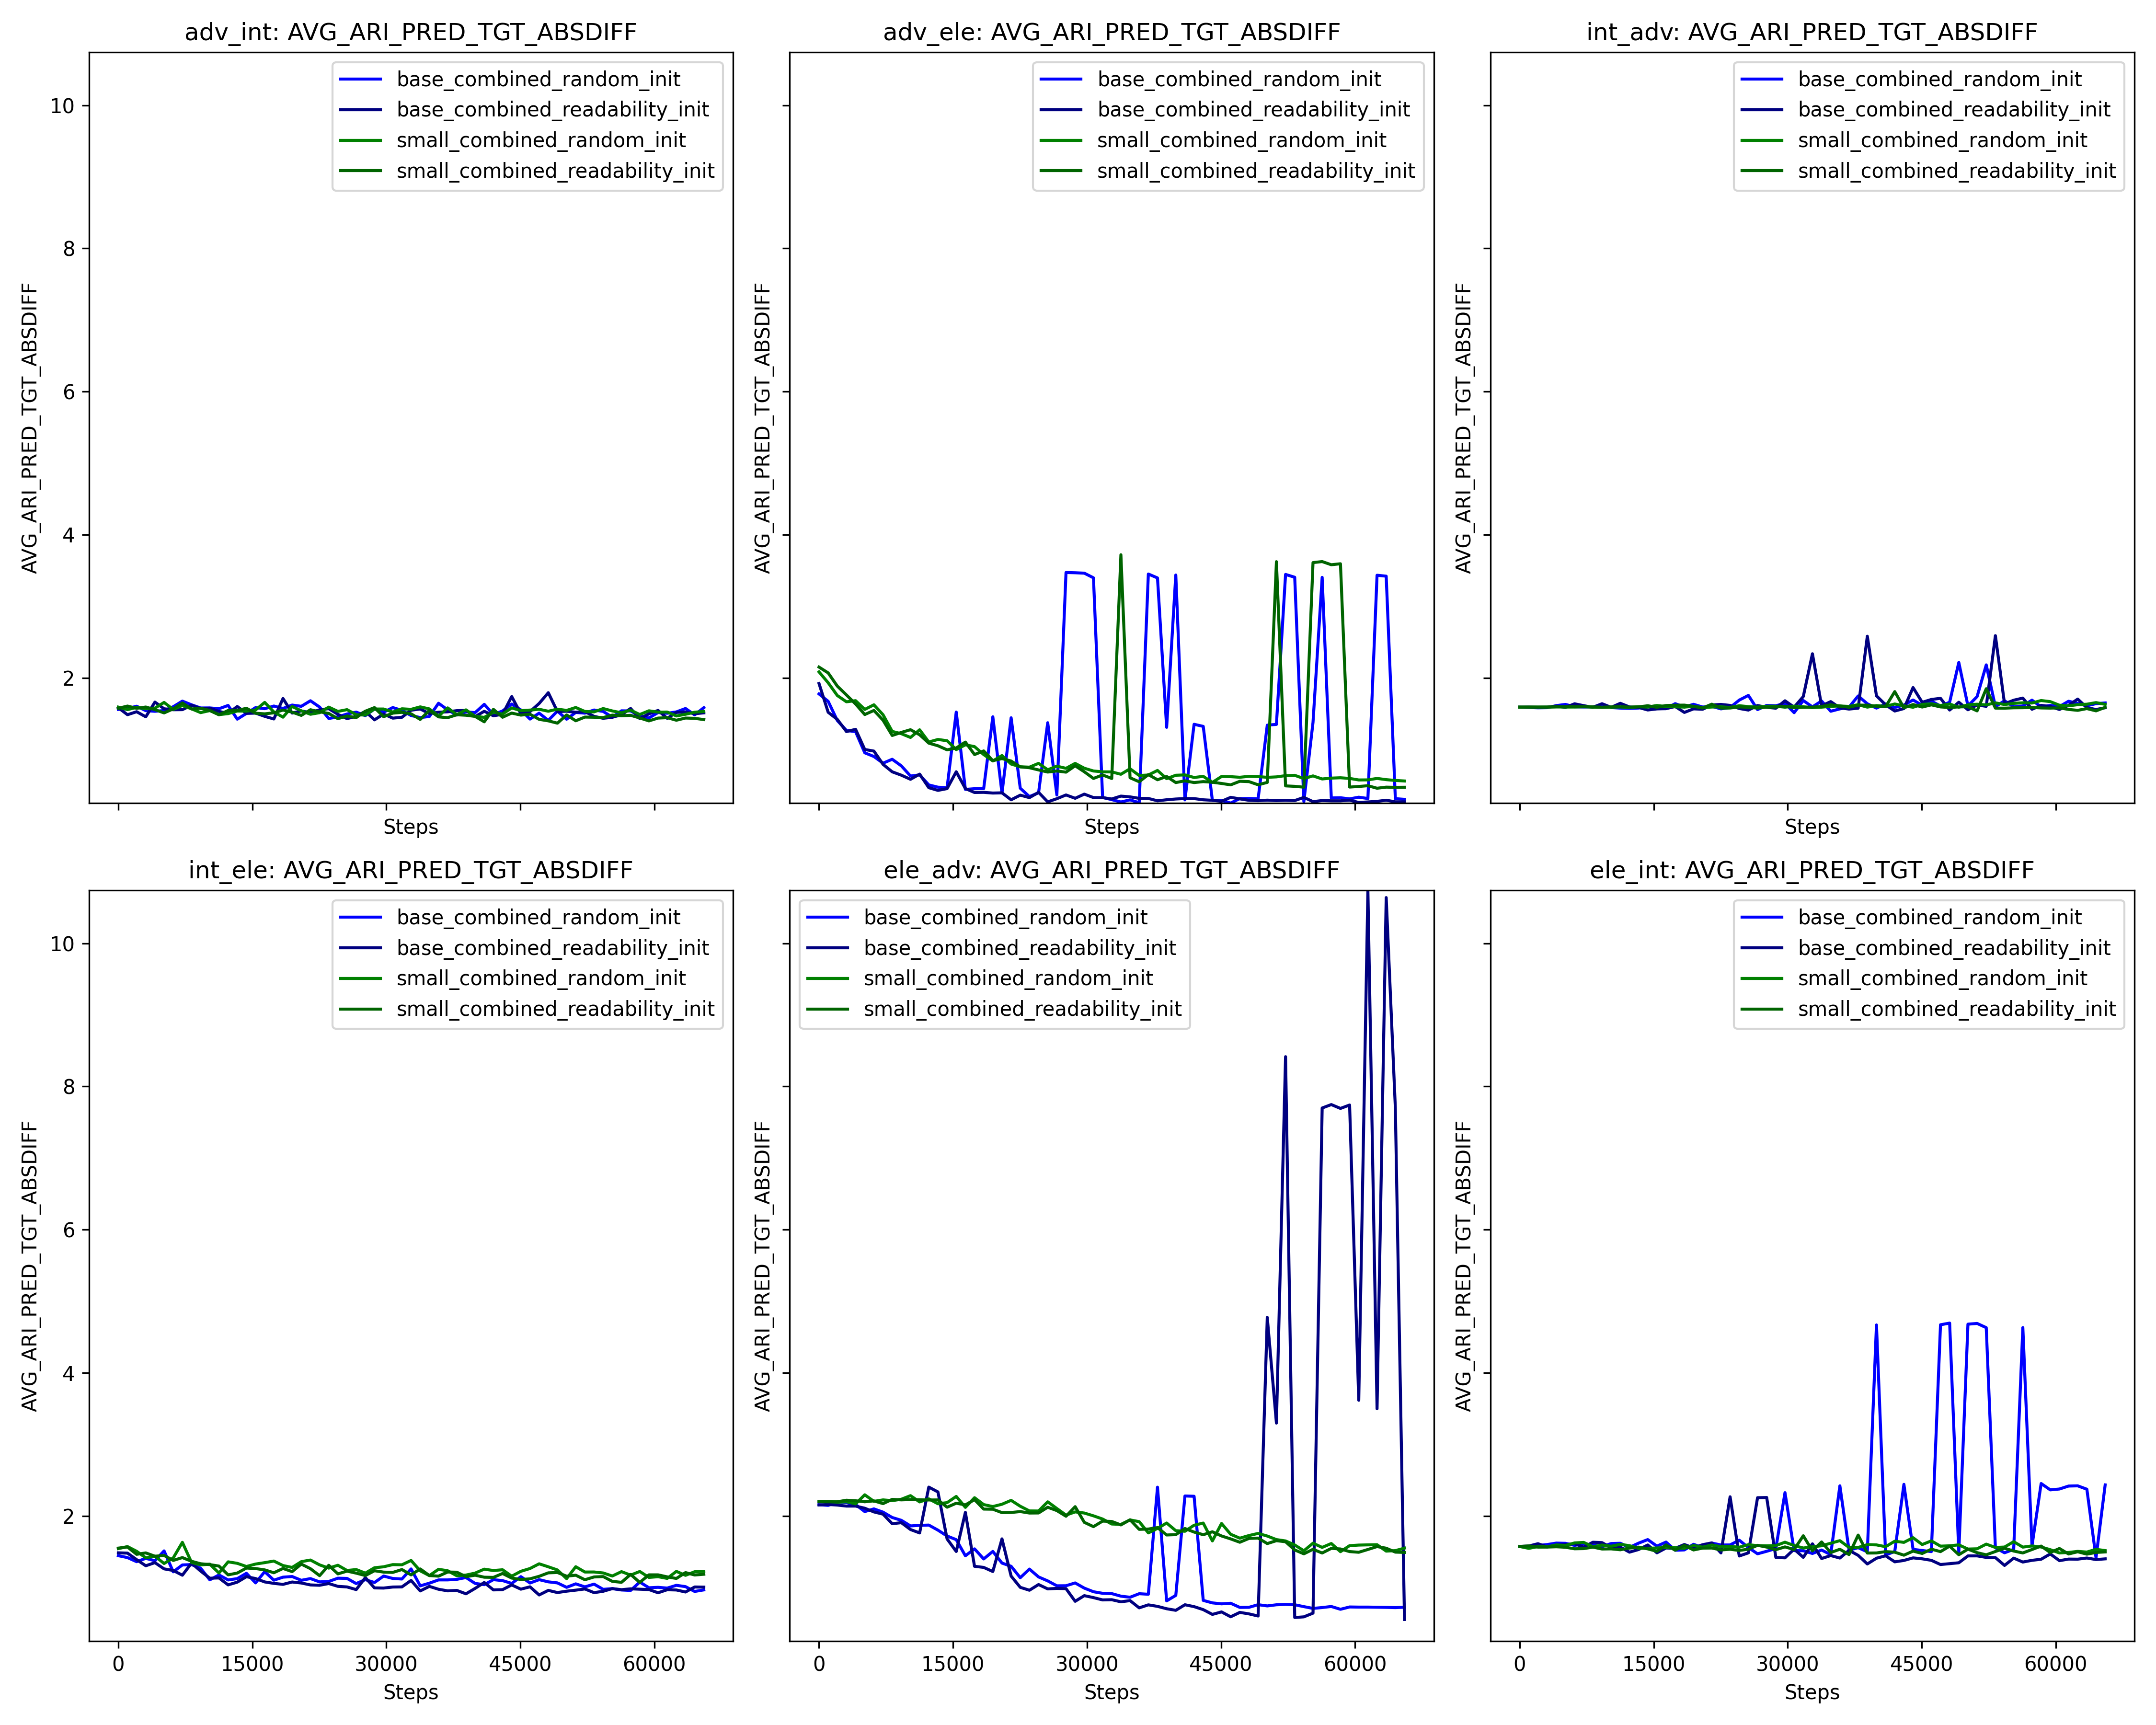 adv_int: AVG_ARI_PRED_TGT_ABSDIFF
AVG_ARI_PRED_TGT_ABSDIFF
10
8
6
4
2
base_combined_random_init
base_combined_readability_init
small_combined_random_init
small_combined_readability_init
Steps
adv_ele: AVG_ARI_PRED_TGT_ABSDIFF
AVG_ARI_PRED_TGT_ABSDIFF
base_combined_random_init
base_combined_readability_init
small_combined_random_init
small_combined_readability_init
Steps
int_adv: AVG_ARI_PRED_TGT_ABSDIFF
AVG_ARI_PRED_TGT_ABSDIFF
base_combined_random_init
base_combined_readability_init
small_combined_random_init
small_combined_readability_init
Steps
int_ele: AVG_ARI_PRED_TGT_ABSDIFF
AVG_ARI_PRED_TGT_ABSDIFF
10
8
6
4
2
base_combined_random_init
base_combined_readability_init
small_combined_random_init
small_combined_readability_init
0 15000 30000 45000 60000
Steps
ele_adv: AVG_ARI_PRED_TGT_ABSDIFF
AVG_ARI_PRED_TGT_ABSDIFF
base_combined_random_init
base_combined_readability_init
small_combined_random_init
small_combined_readability_init
0 15000 30000 45000 60000
Steps
ele_int: AVG_ARI_PRED_TGT_ABSDIFF
AVG_ARI_PRED_TGT_ABSDIFF
base_combined_random_init
base_combined_readability_init
small_combined_random_init
small_combined_readability_init
0 15000 30000 45000 60000
Steps